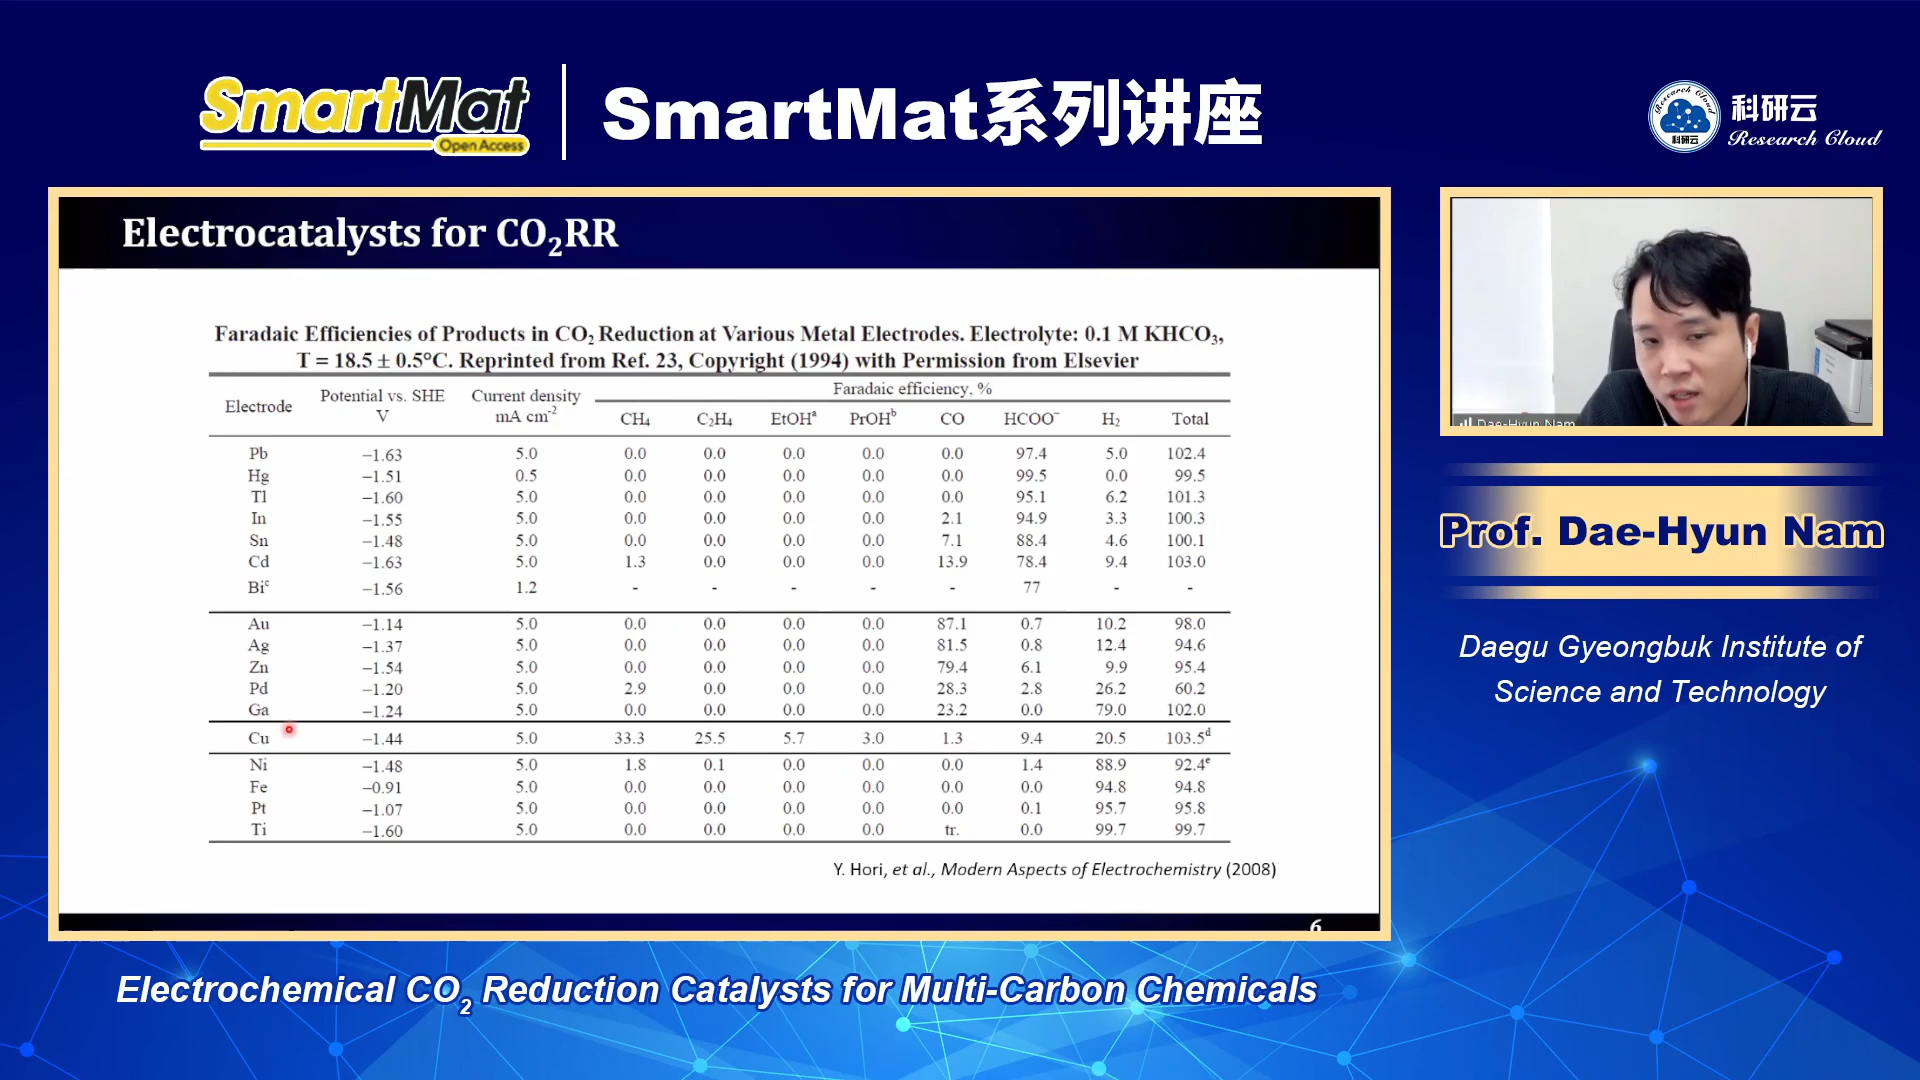 SmartMat
Open Access
SmartMat系列讲座
Research Cloud
科研云
科研云
Research Cloud
Electrocatalysts for CO2RR
Faradaic Efficiencies of Products in CO2 Reduction at Various Metal Electrodes. Electrolyte: 0.1 M KHCO3,
T = 18.5 ± 0.5°C. Reprinted from Ref. 23, Copyright (1994) with Permission from Elsevier
Electrode Potential vs. SHE V Current density mA cm-2 Faradaic efficiency, %
CH4 C2H4 EtOHa PrOHb CO HCOO− H2 Total
Pb −1.63 5.0 0.0 0.0 0.0 0.0 0.0 97.4 5.0 102.4
Hg −1.51 0.5 0.0 0.0 0.0 0.0 0.0 99.5 0.0 99.5
Tl −1.60 5.0 0.0 0.0 0.0 0.0 0.0 95.1 6.2 101.3
In −1.55 5.0 0.0 0.0 0.0 0.0 2.1 94.9 3.3 100.3
Sn −1.48 5.0 0.0 0.0 0.0 0.0 7.1 88.4 4.6 100.1
Cd −1.63 5.0 1.3 0.0 0.0 0.0 13.9 78.4 9.4 103.0
Bic −1.56 1.2 - - - - - 77 - -
Au −1.14 5.0 0.0 0.0 0.0 0.0 87.1 0.7 10.2 98.0
Ag −1.37 5.0 0.0 0.0 0.0 0.0 81.5 0.8 12.4 94.6
Zn −1.54 5.0 0.0 0.0 0.0 0.0 79.4 6.1 9.9 95.4
Pd −1.20 5.0 2.9 0.0 0.0 0.0 28.3 2.8 26.2 60.2
Ga −1.24 5.0 0.0 0.0 0.0 0.0 23.2 0.0 79.0 102.0
Cu −1.44 5.0 33.3 25.5 5.7 3.0 1.3 9.4 20.5 103.5d
Ni −1.48 5.0 1.8 0.1 0.0 0.0 0.0 1.4 88.9 92.4e
Fe −0.91 5.0 0.0 0.0 0.0 0.0 0.0 0.0 94.8 94.8
Pt −1.07 5.0 0.0 0.0 0.0 0.0 0.0 0.1 95.7 95.8
Ti −1.60 5.0 0.0 0.0 0.0 0.0 tr. 0.0 99.7 99.7
Y. Hori, et al., Modern Aspects of Electrochemistry (2008)
6
Dae-Hyun Nam
Prof. Dae-Hyun Nam
Daegu Gyeongbuk Institute of
Science and Technology
Electrochemical CO2 Reduction Catalysts for Multi-Carbon Chemicals